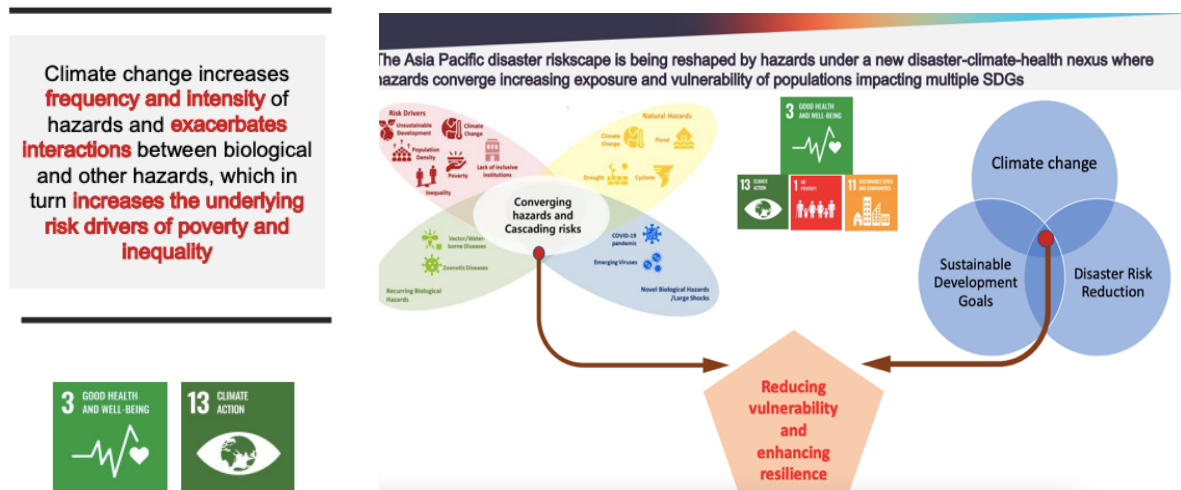 Climate change increases
frequency and intensity of
hazards and exacerbates
interactions between biological
and other hazards, which in
turn increases the underlying
risk drivers of poverty and
inequality
3 GOOD HEALTH
AND WELL-BEING
13 CLIMATE
ACTION
The Asia Pacific disaster riskscape is being reshaped by hazards under a new disaster-climate-health nexus where
hazards converge increasing exposure and vulnerability of populations impacting multiple SDGs
Risk Drivers
Unsustainable
Development
Climate
Change
Population
Density
Poverty
Lack of inclusive
institutions
Inequality
Natural Hazards
Climate
Change
Flood
Drought
Cyclone
Converging
hazards and
Cascading risks
Vector/Water-
borne Diseases
Zoonotic Diseases
Recurring Biological
Hazards
COVID-19
pandemic
Emerging Viruses
Novel Biological Hazards
/Large Shocks
3 GOOD HEALTH
AND WELL-BEING
13 CLIMATE
ACTION
1 NO
POVERTY
11 SUSTAINABLE CITIES
AND COMMUNITIES
Climate change
Sustainable
Development
Goals
Disaster Risk
Reduction
Reducing
vulnerability
and
enhancing
resilience